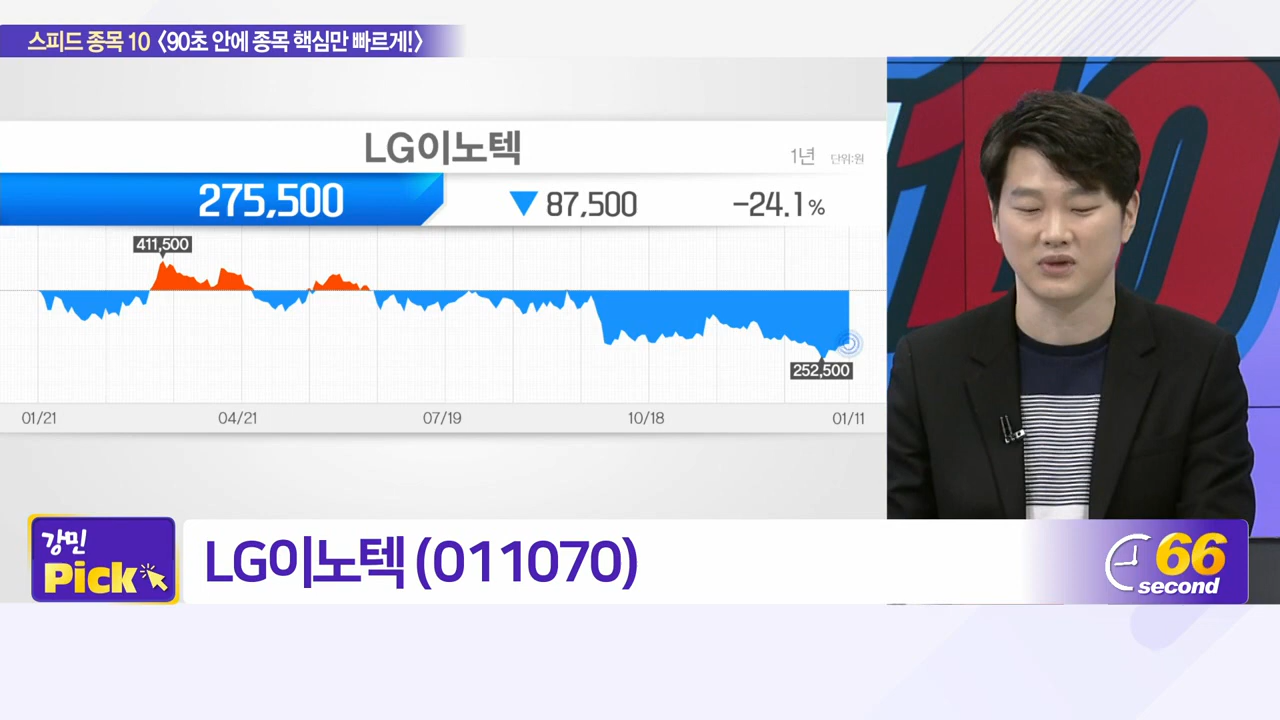 스피드 종목 10 <90초 안에 종목 핵심만 빠르게!>
LG이노텍
1년 단위:원
275,500 ▼ 87,500 -24.1%
411,500
252,500
01/21 04/21 07/19 10/18 01/11
강민
Pick
LG이노텍 (011070)
66
second
10